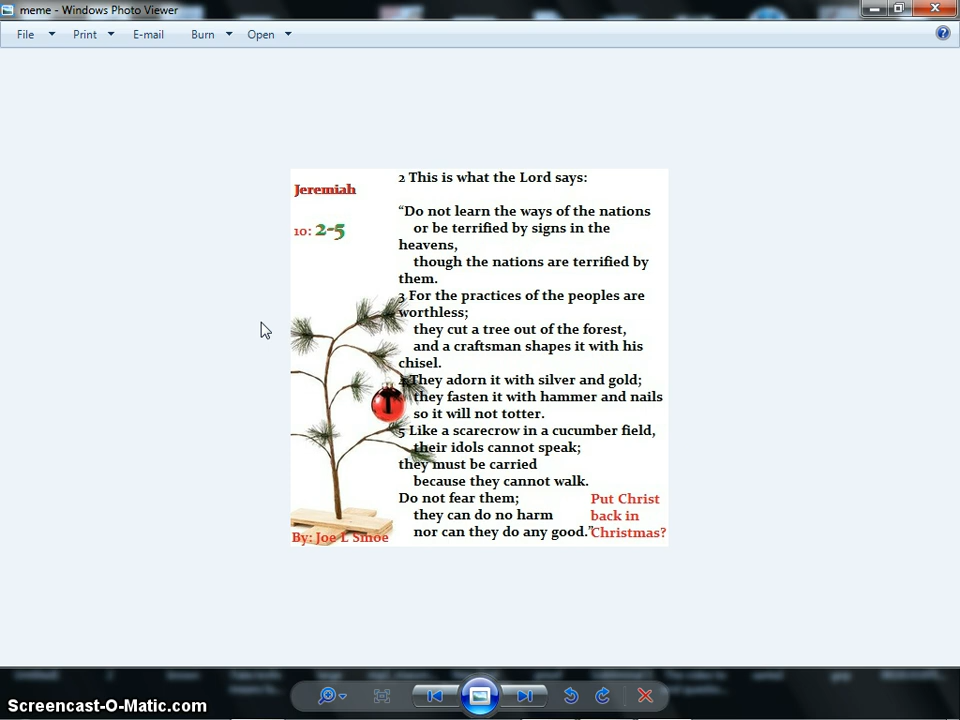 meme - Windows Photo Viewer
File Print E-mail Burn Open
Jeremiah
10: 2-5
2 This is what the Lord says:
“Do not learn the ways of the nations
or be terrified by signs in the
heavens,
though the nations are terrified by
them.
3 For the practices of the peoples are
worthless;
they cut a tree out of the forest,
and a craftsman shapes it with his
chisel.
4 They adorn it with silver and gold;
they fasten it with hammer and nails
so it will not totter.
5 Like a scarecrow in a cucumber field,
their idols cannot speak;
they must be carried
because they cannot walk.
Do not fear them;
they can do no harm
nor can they do any good.”
Put Christ
back in
Christmas?
By: Joe L Smoe
Screencast-O-Matic.com